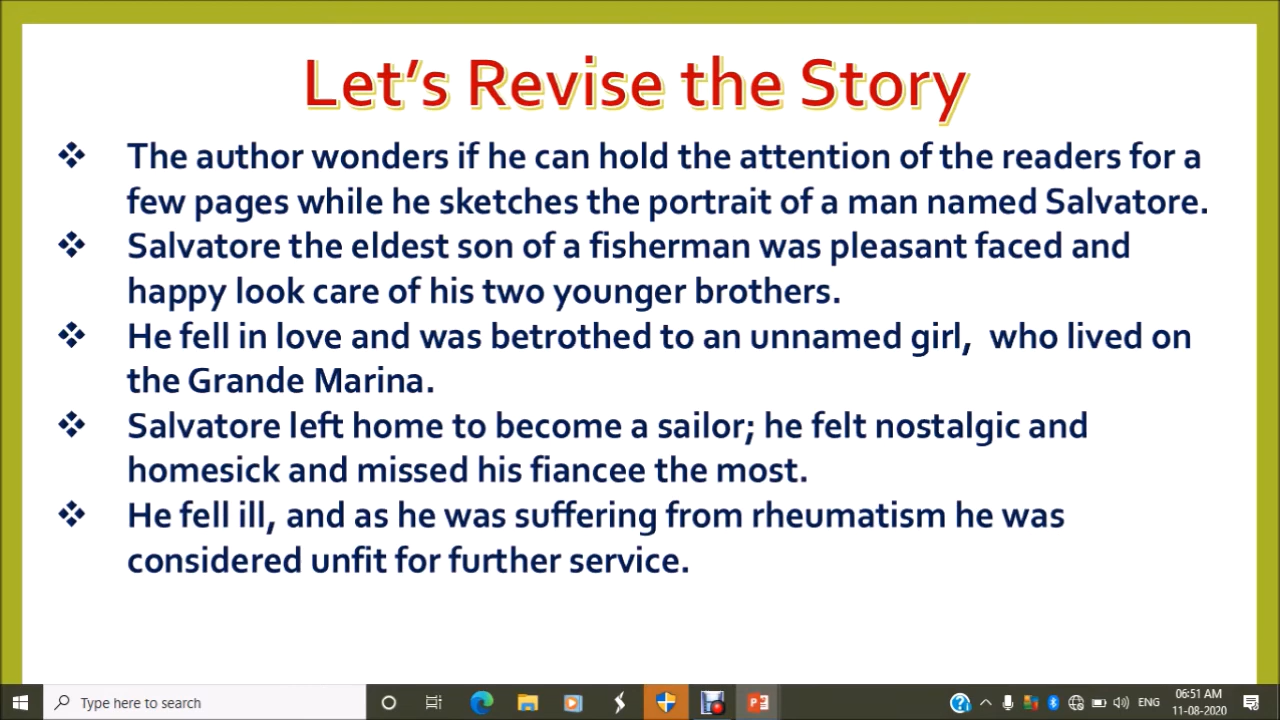 Let's Revise the Story
❖ The author wonders if he can hold the attention of the readers for a
few pages while he sketches the portrait of a man named Salvatore.
❖ Salvatore the eldest son of a fisherman was pleasant faced and
happy look care of his two younger brothers.
❖ He fell in love and was betrothed to an unnamed girl, who lived on
the Grande Marina.
❖ Salvatore left home to become a sailor; he felt nostalgic and
homesick and missed his fiancee the most.
❖ He fell ill, and as he was suffering from rheumatism he was
considered unfit for further service.
Type here to search
ENG
06:51 AM
11-08-2020